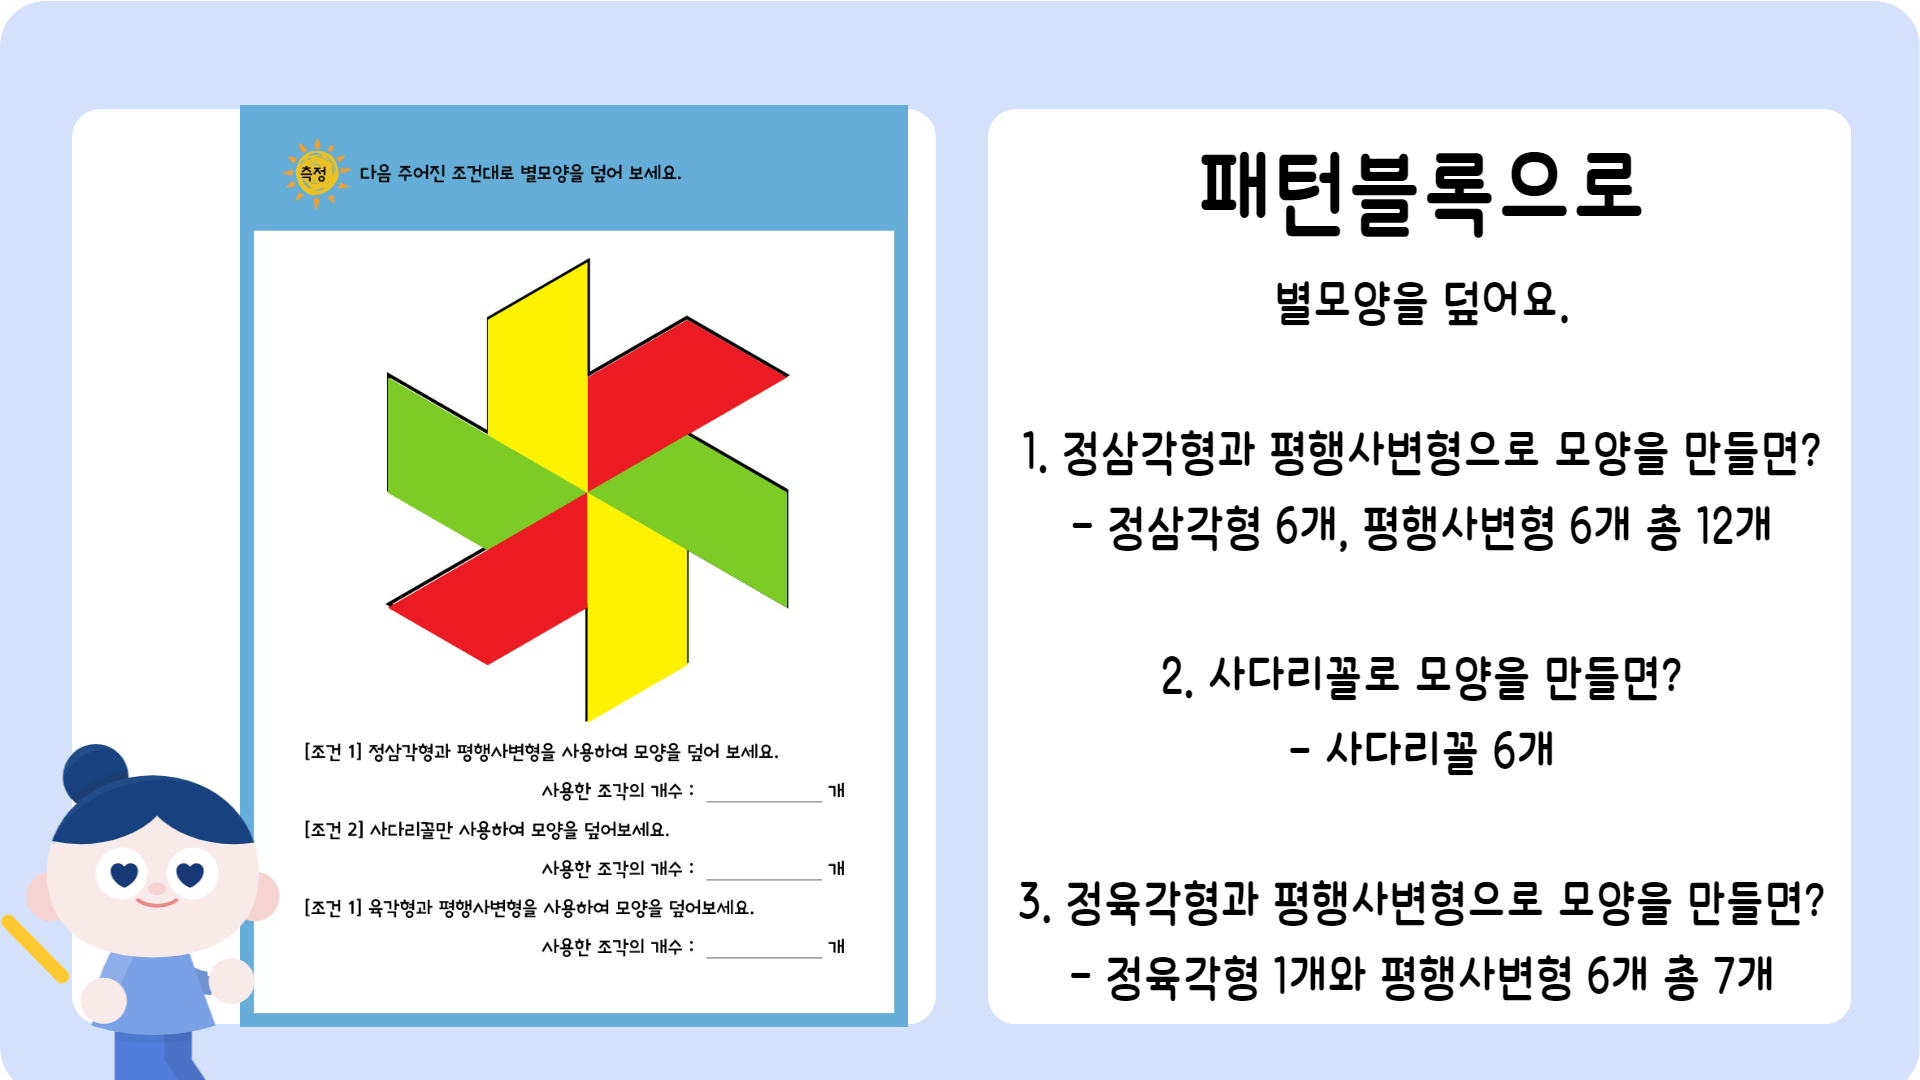 측정
다음 주어진 조건대로 별모양을 덮어 보세요.
[조건 1] 정삼각형과 평행사변형을 사용하여 모양을 덮어 보세요.
사용한 조각의 개수 : ____________ 개
[조건 2] 사다리꼴만 사용하여 모양을 덮어보세요.
사용한 조각의 개수 : ____________ 개
[조건 1] 육각형과 평행사변형을 사용하여 모양을 덮어보세요.
사용한 조각의 개수 : ____________ 개
패턴블록으로
별모양을 덮어요.
1. 정삼각형과 평행사변형으로 모양을 만들면?
- 정삼각형 6개, 평행사변형 6개 총 12개
2. 사다리꼴로 모양을 만들면?
- 사다리꼴 6개
3. 정육각형과 평행사변형으로 모양을 만들면?
- 정육각형 1개와 평행사변형 6개 총 7개